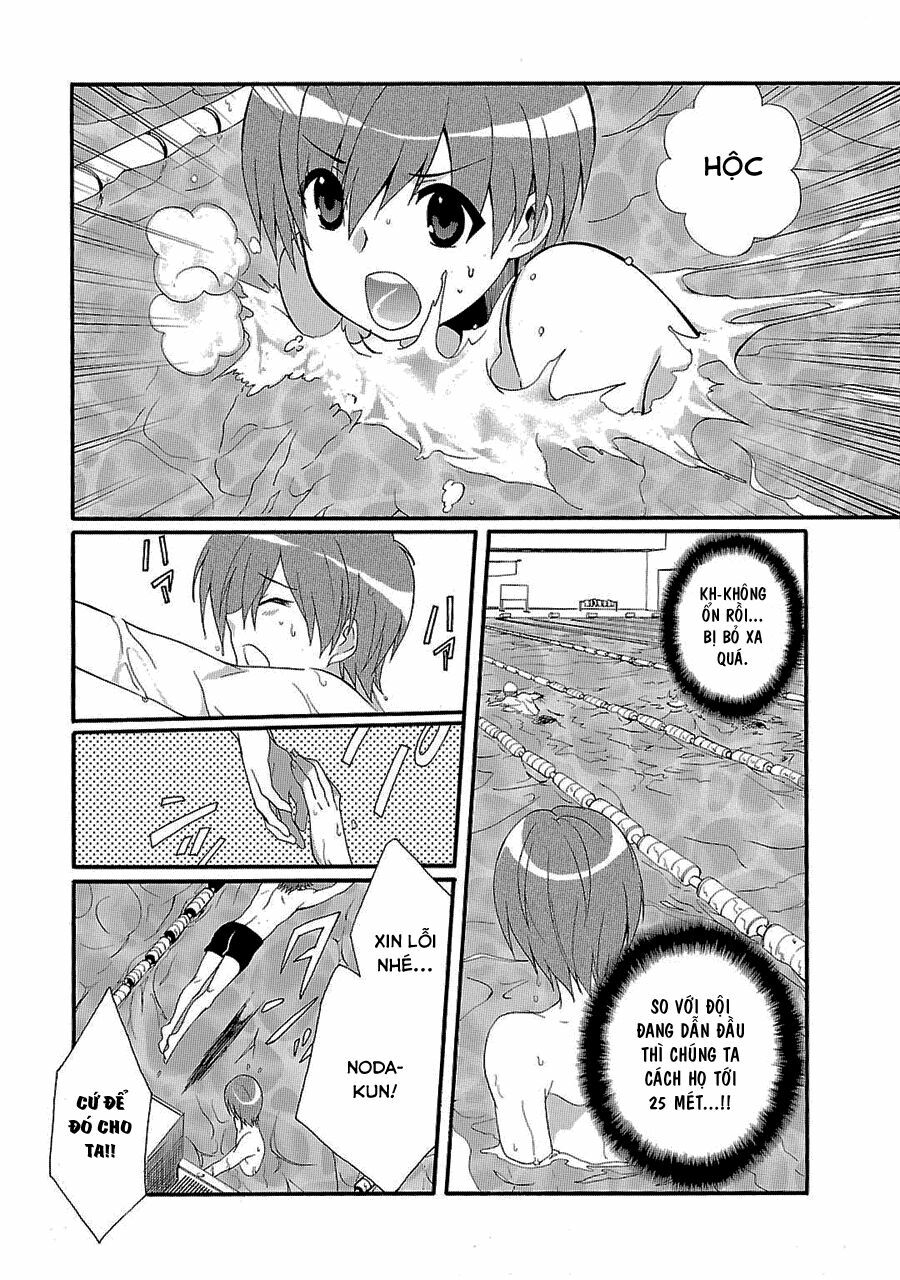 HỘC
KH-KHÔNG
ỔN RỒI...
BỊ BỎ XA
QUÁ.
SO VỚI ĐỘI
ĐANG DẪN ĐẦU
THÌ CHÚNG TA
CÁCH HỌ TỚI
25 MÉT...!!
XIN LỖI
NHÉ...
NODA-
KUN!
CỨ ĐỂ
ĐÓ CHO
TA!!